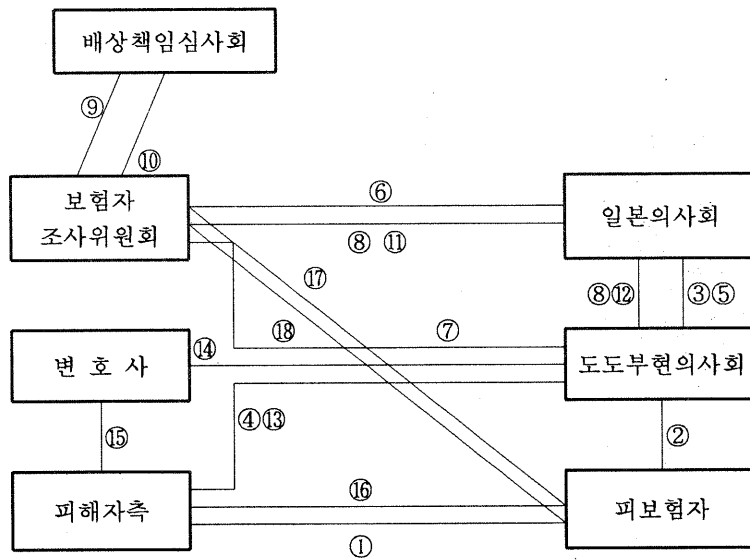 배상책임심사회
⑨
⑩
보험자
조사위원회
⑥
일본의사회
⑧ ⑪
⑰
⑧⑫
③⑤
⑱
⑦
변 호 사
⑭
도도부현의사회
④⑬
⑮
②
피해자측
⑯
피보험자
①